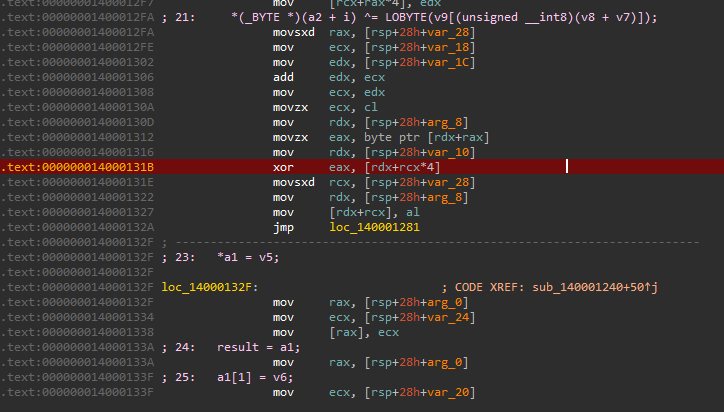 .text:00000001400012F7                 mov     [rcx+rax*4], edx
.text:00000001400012FA ; 21:     *(_BYTE *)(a2 + i) ^= LOBYTE(v9[(unsigned __int8)(v8 + v7)]);
.text:00000001400012FA                 movsxd  rax, [rsp+28h+var_28]
.text:00000001400012FE                 mov     ecx, [rsp+28h+var_18]
.text:0000000140001302                 mov     edx, [rsp+28h+var_1C]
.text:0000000140001306                 add     edx, ecx
.text:0000000140001308                 mov     ecx, edx
.text:000000014000130A                 movzx   ecx, cl
.text:000000014000130D                 mov     rdx, [rsp+28h+arg_8]
.text:0000000140001312                 movzx   eax, byte ptr [rdx+rax]
.text:0000000140001316                 mov     rdx, [rsp+28h+var_10]
.text:000000014000131B                 xor     eax, [rdx+rcx*4]
.text:000000014000131E                 movsxd  rcx, [rsp+28h+var_28]
.text:0000000140001322                 mov     rdx, [rsp+28h+arg_8]
.text:0000000140001327                 mov     [rdx+rcx], al
.text:000000014000132A                 jmp     loc_140001281
.text:000000014000132F ; ---------------------------------------------------------------------------
.text:000000014000132F ; 23:   *a1 = v5;
.text:000000014000132F
.text:000000014000132F loc_14000132F:                          ; CODE XREF: sub_140001240+50↑j
.text:000000014000132F                 mov     rax, [rsp+28h+arg_0]
.text:0000000140001334                 mov     ecx, [rsp+28h+var_24]
.text:0000000140001338                 mov     [rax], ecx
.text:000000014000133A ; 24:   result = a1;
.text:000000014000133A                 mov     rax, [rsp+28h+arg_0]
.text:000000014000133F ; 25:   a1[1] = v6;
.text:000000014000133F                 mov     ecx, [rsp+28h+var_20]